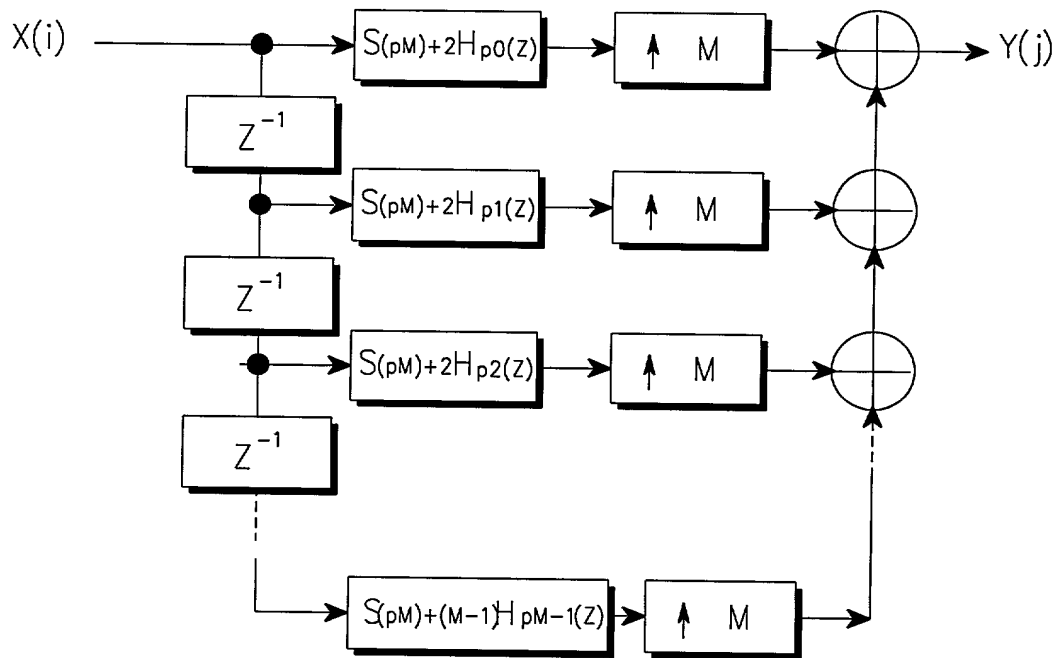 X(i) S(pM)+2Hp0(Z) ↑ M Y(j)
Z⁻¹
S(pM)+2Hp1(Z) ↑ M
Z⁻¹
S(pM)+2Hp2(Z) ↑ M
Z⁻¹
S(pM)+(M-1)HpM-1(Z) ↑ M